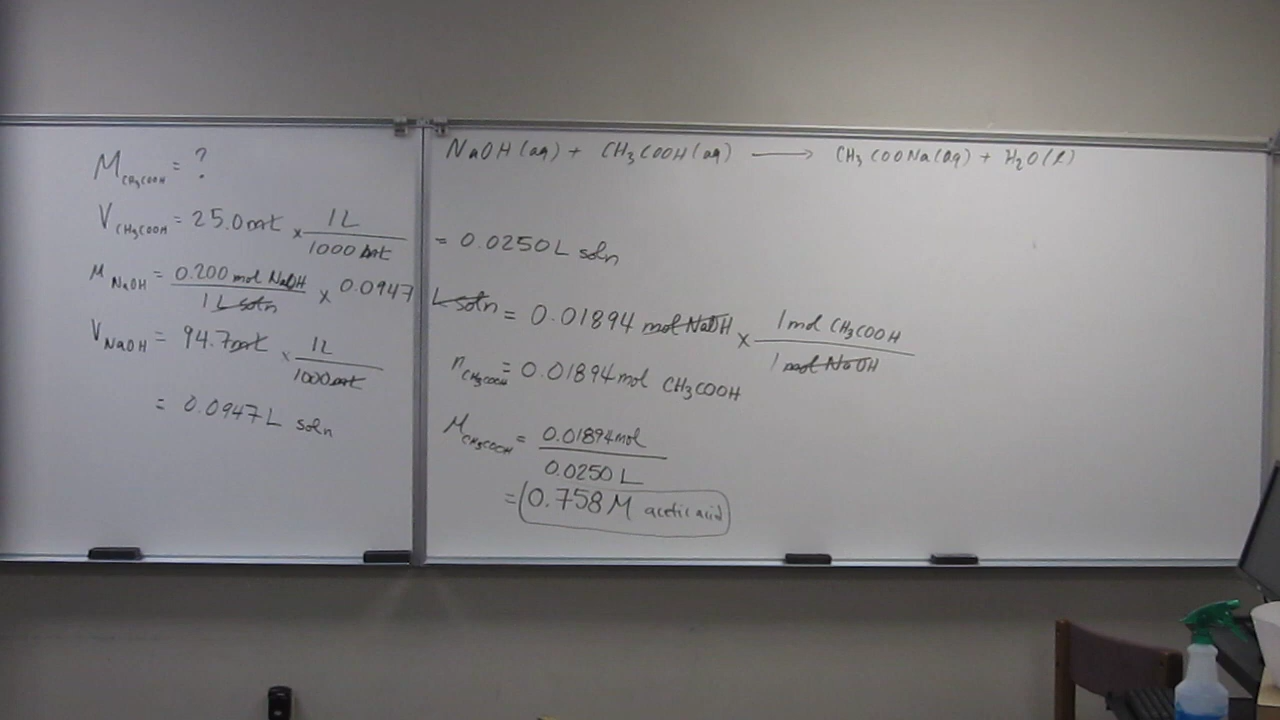 M CH₃COOH = ?
V CH₃COOH = 25.0 mL × 1 L / 1000 mL = 0.0250 L soln
M NaOH = 0.200 mol NaOH / 1 L soln × 0.0947 L soln = 0.01894 mol NaOH × 1 mol CH₃COOH / 1 mol NaOH
V NaOH = 94.7 mL × 1 L / 1000 mL
= 0.0947 L soln
NaOH(aq) + CH₃COOH(aq) → CH₃COONa(aq) + H₂O(l)
n CH₃COOH = 0.01894 mol CH₃COOH
M CH₃COOH = 0.01894 mol / 0.0250 L
= 0.758 M acetic acid